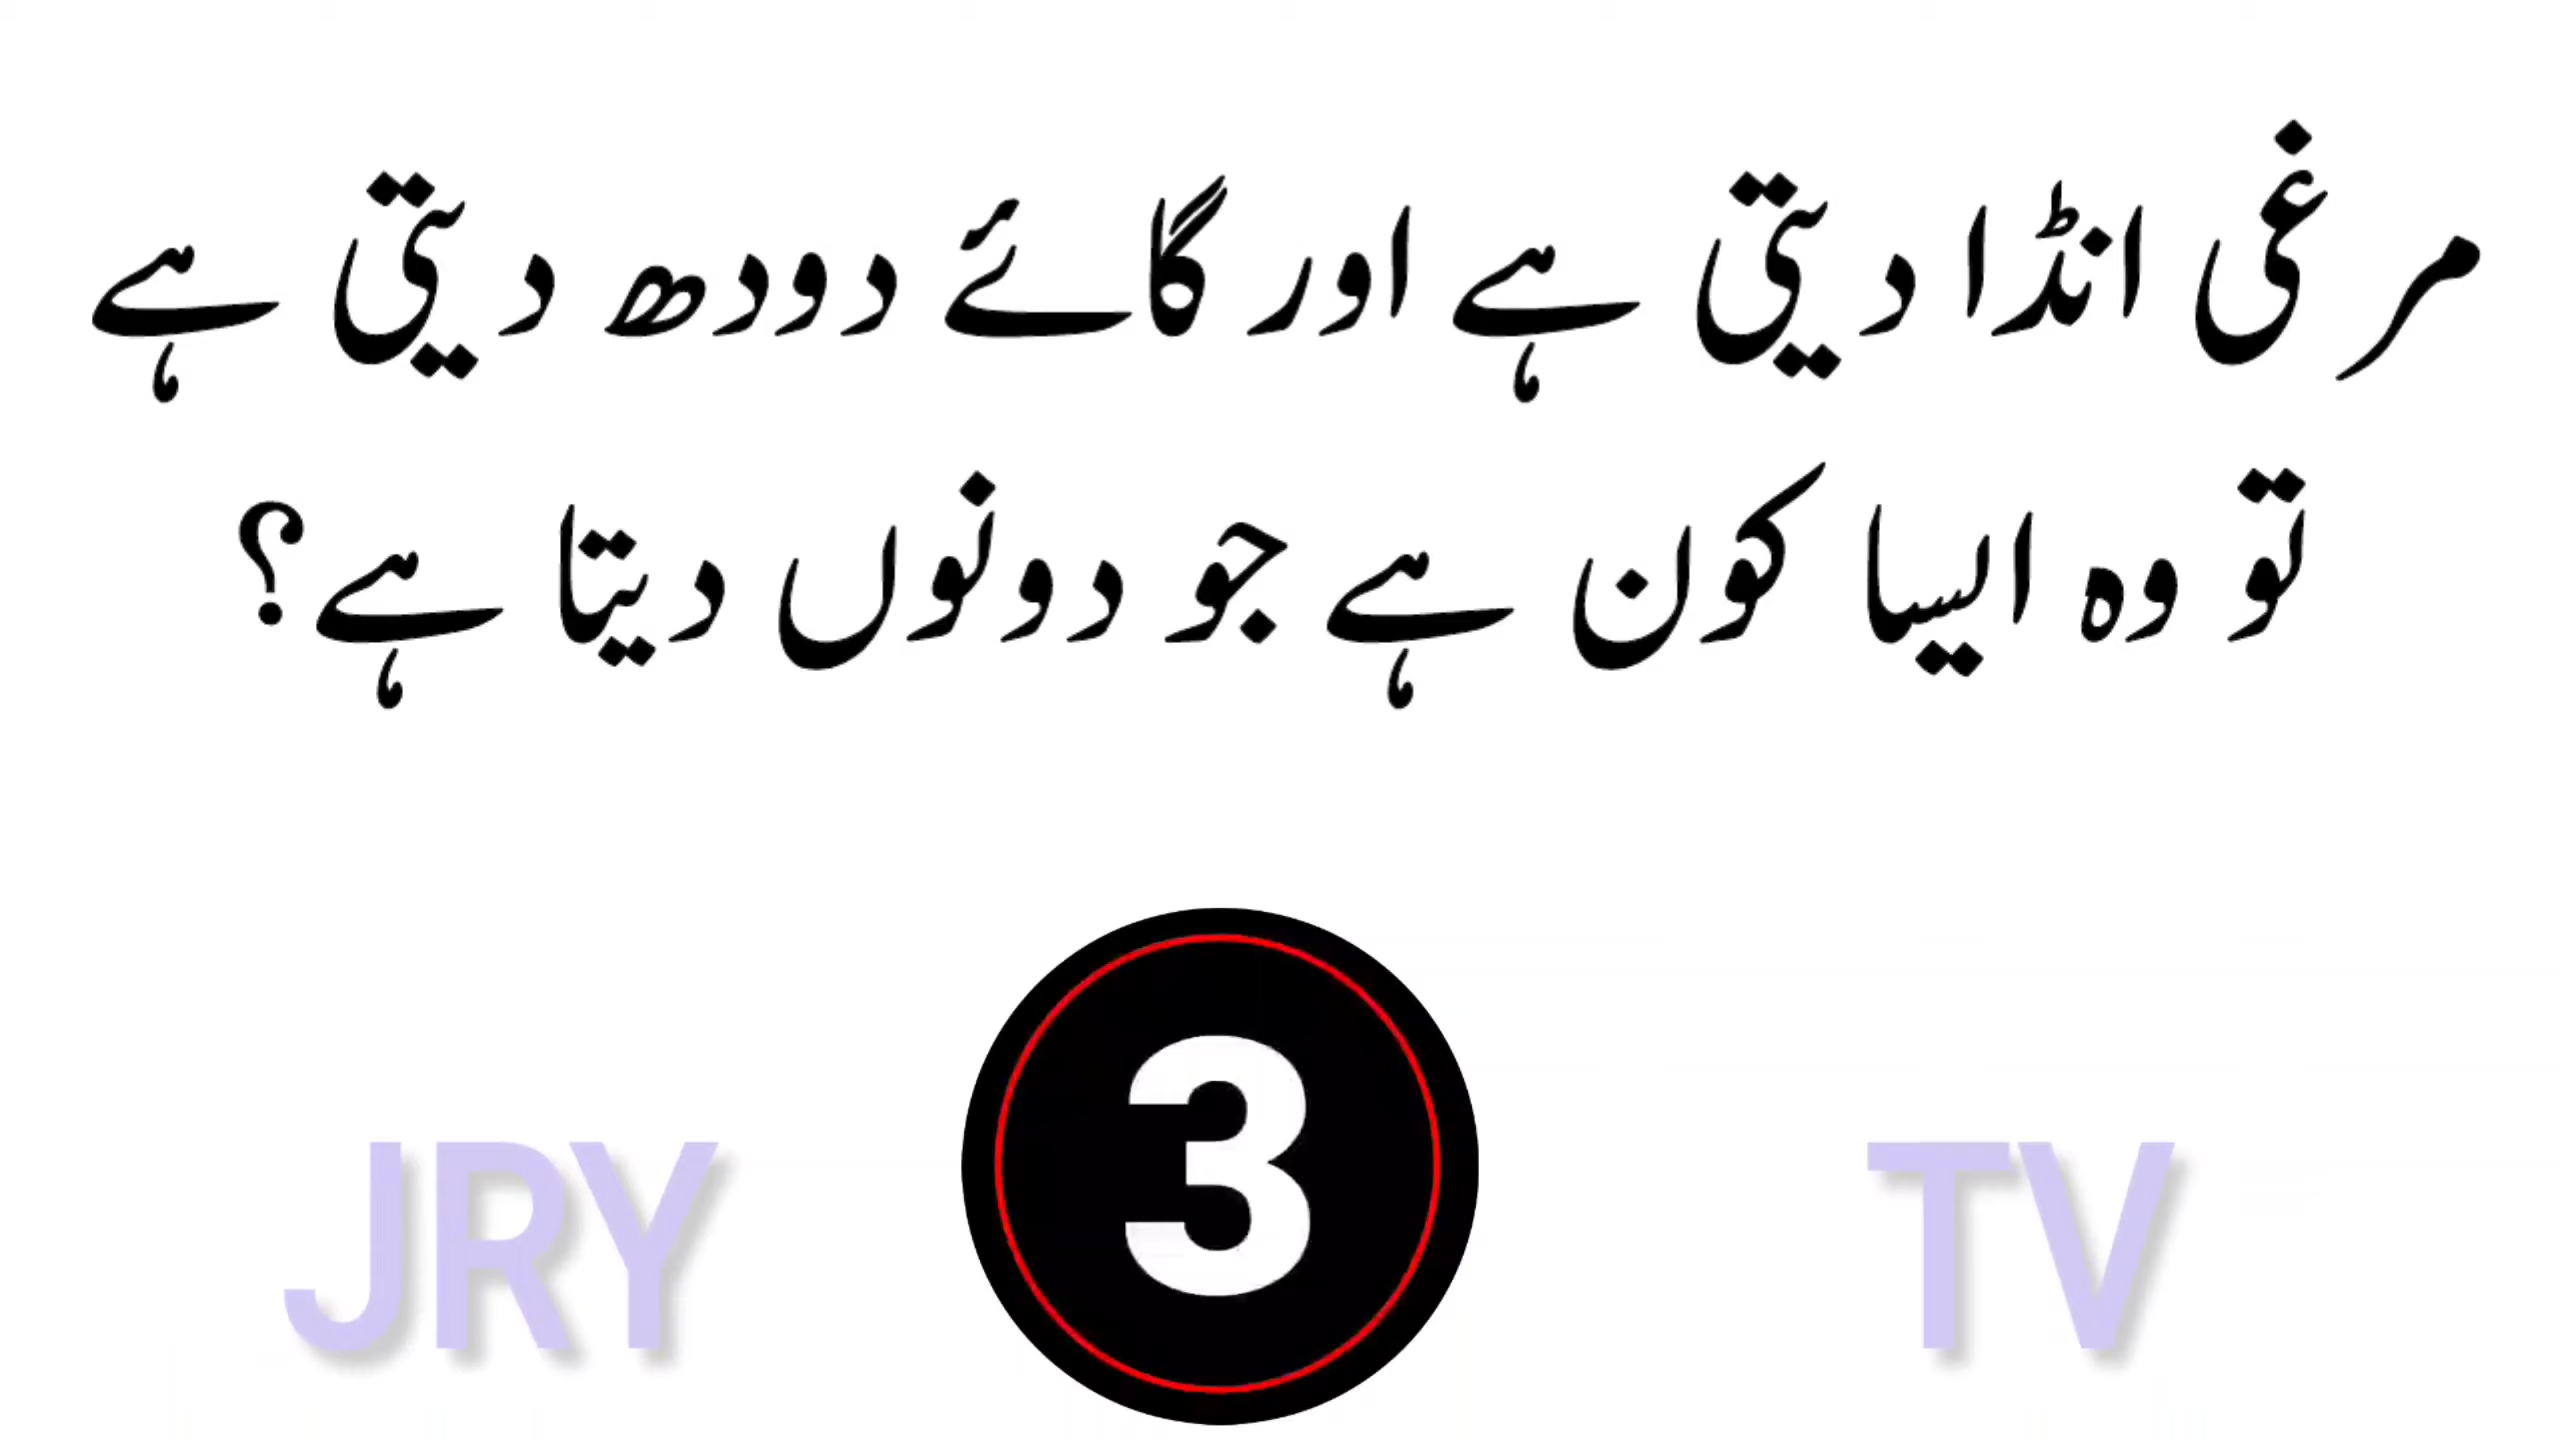 مرغی انڈا دیتی ہے اور گائے دودھ دیتی ہے
تو وہ ایسا کون ہے جو دونوں دیتا ہے؟
3
JRY TV